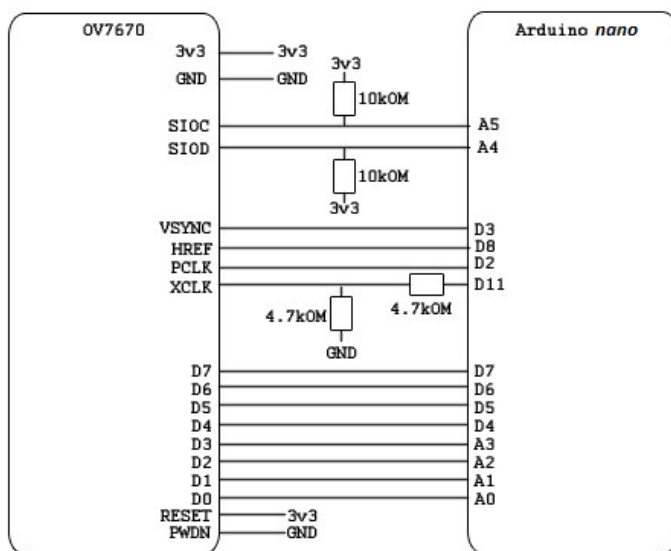 OV7670 Arduino nano
3v3 3v3
GND GND
3v3
10kOM
SIOC A5
SIOD A4
10kOM
3v3
VSYNC D3
HREF D8
PCLK D2
XCLK D11
4.7kOM 4.7kOM
GND
D7 D7
D6 D6
D5 D5
D4 D4
D3 A3
D2 A2
D1 A1
D0 A0
RESET 3v3
PWDN GND